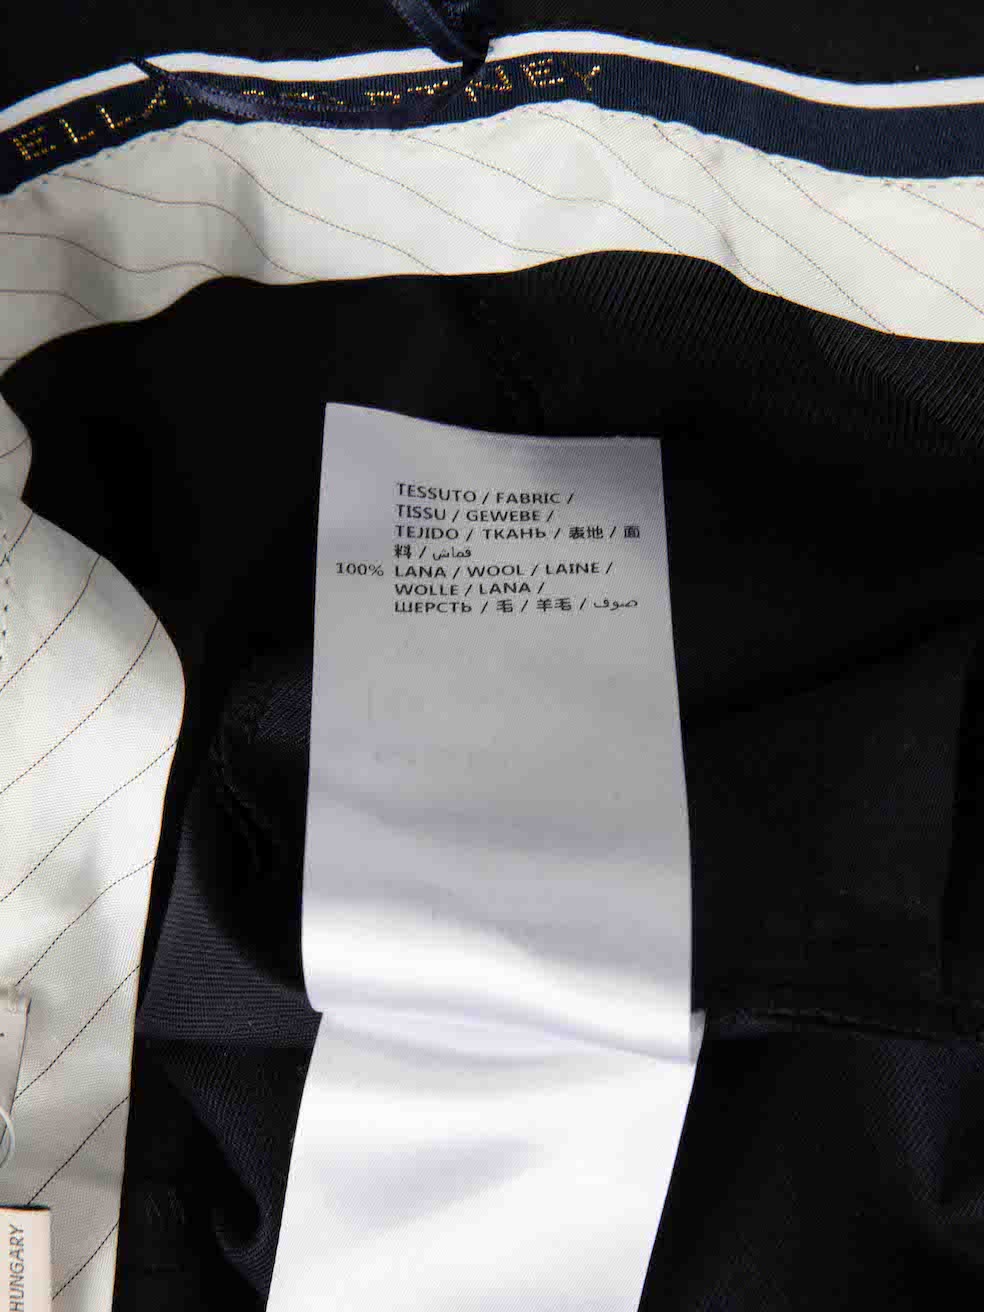 ELLA
TNEY
TESSUTO / FABRIC /
TISSU / GEWEBE /
TEJIDO / ТКАНЬ / 表地 / 面
料 / قماش
100% LANA / WOOL / LAINE /
WOLLE / LANA /
ШЕРСТЬ / 毛 / 羊毛 / صوف
HUNGARY